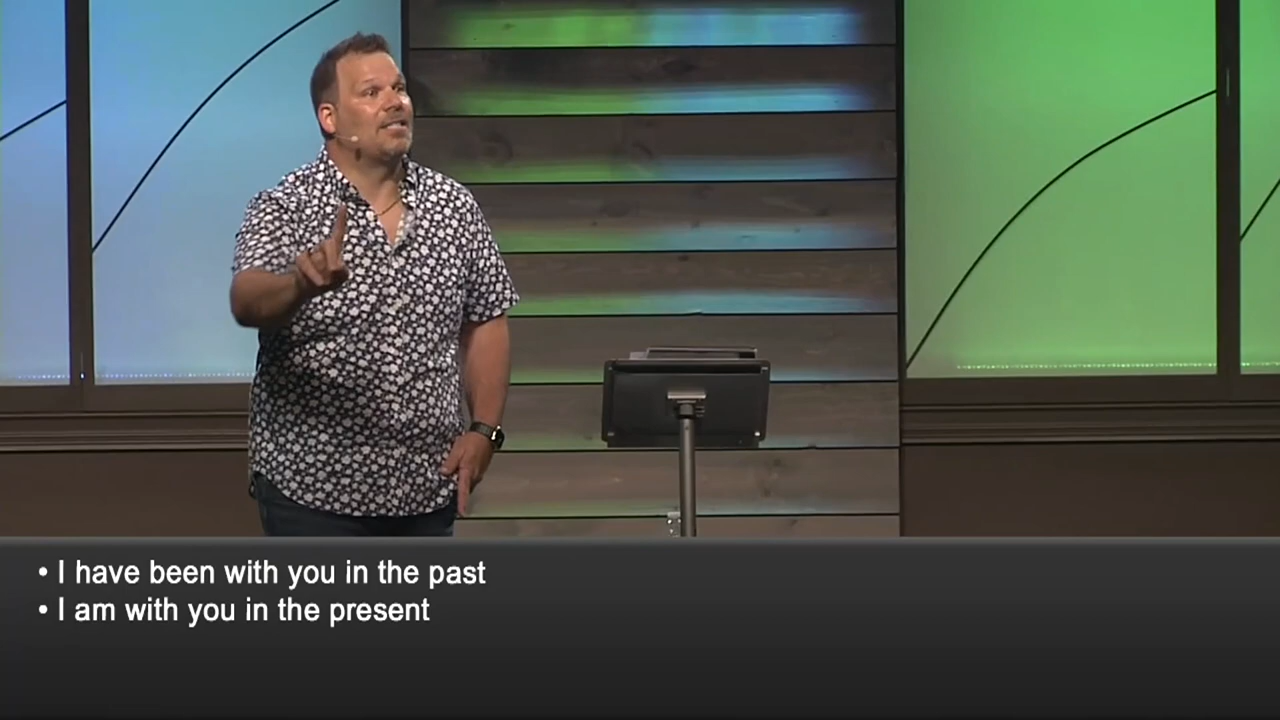 • I have been with you in the past
• I am with you in the present